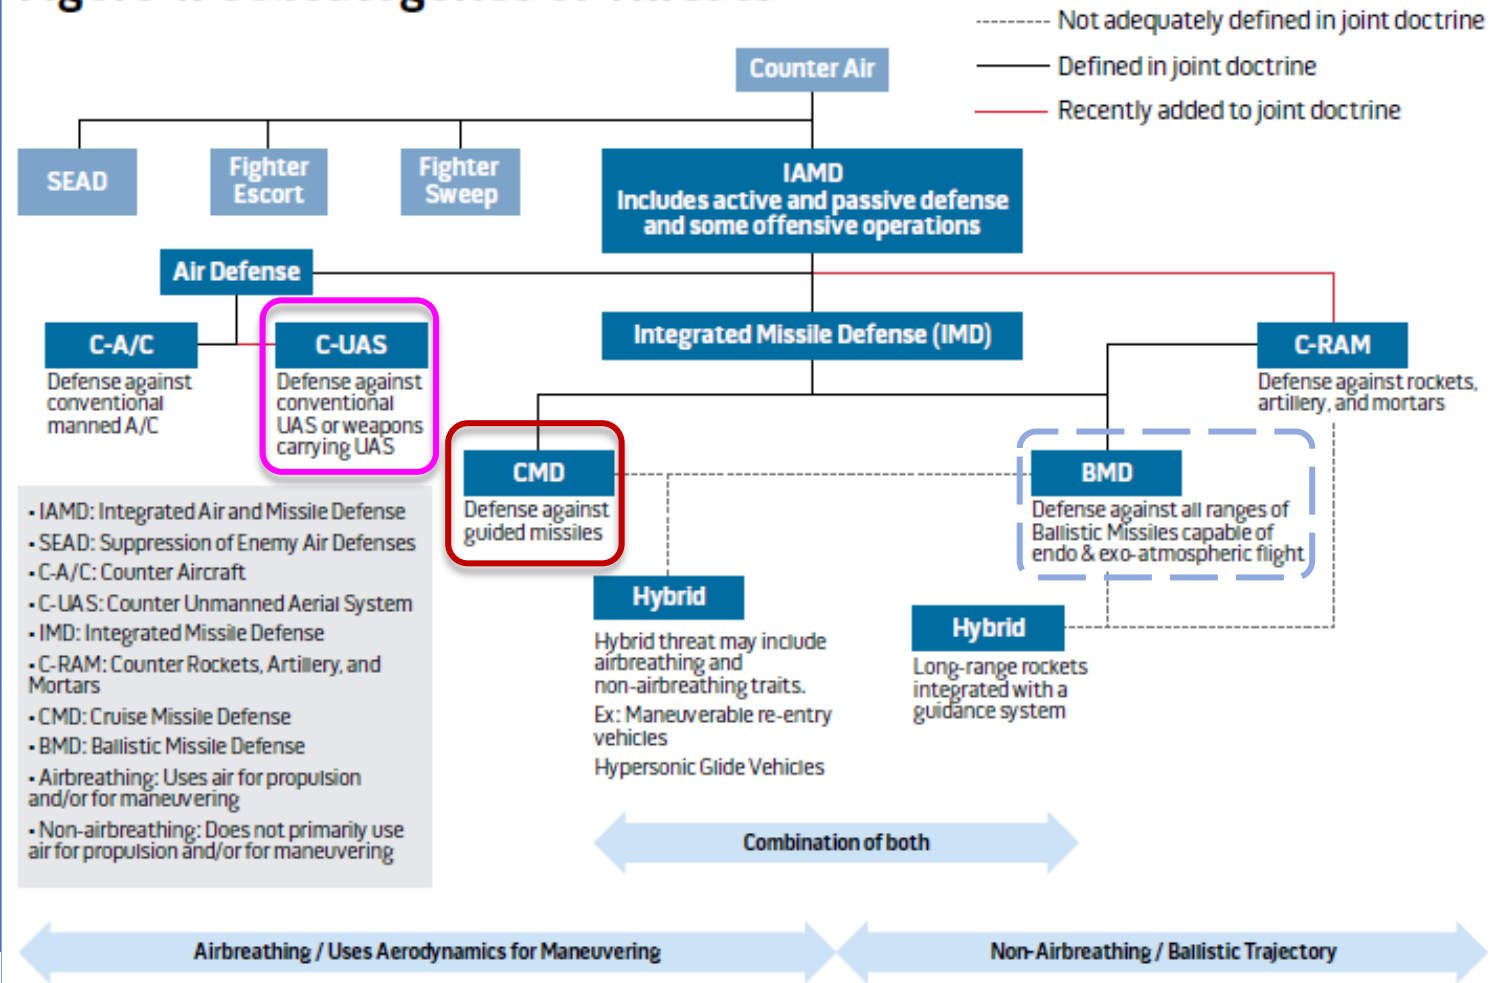 Not adequately defined in joint doctrine
Defined in joint doctrine
Recently added to joint doctrine
Counter Air
SEAD
Fighter
Escort
Fighter
Sweep
IAMD
Includes active and passive defense
and some offensive operations
Air Defense
Integrated Missile Defense (IMD)
C-A/C
Defense against
conventional
manned A/C
C-UAS
Defense against
conventional
UAS or weapons
carrying UAS
C-RAM
Defense against rockets,
artillery, and mortars
CMD
Defense against
guided missiles
BMD
Defense against all ranges of
Ballistic Missiles capable of
endo & exo-atmospheric flight
Hybrid
Hybrid threat may include
airbreathing and
non-airbreathing traits.
Ex: Maneuverable re-entry
vehicles
Hypersonic Glide Vehicles
Hybrid
Long-range rockets
integrated with a
guidance system
• IAMD: Integrated Air and Missile Defense
• SEAD: Suppression of Enemy Air Defenses
• C-A/C: Counter Aircraft
• C-UAS: Counter Unmanned Aerial System
• IMD: Integrated Missile Defense
• C-RAM: Counter Rockets, Artillery, and
Mortars
• CMD: Cruise Missile Defense
• BMD: Ballistic Missile Defense
• Airbreathing: Uses air for propulsion
and/or for maneuvering
• Non-airbreathing: Does not primarily use
air for propulsion and/or for maneuvering
Combination of both
Airbreathing / Uses Aerodynamics for Maneuvering
Non-Airbreathing / Ballistic Trajectory